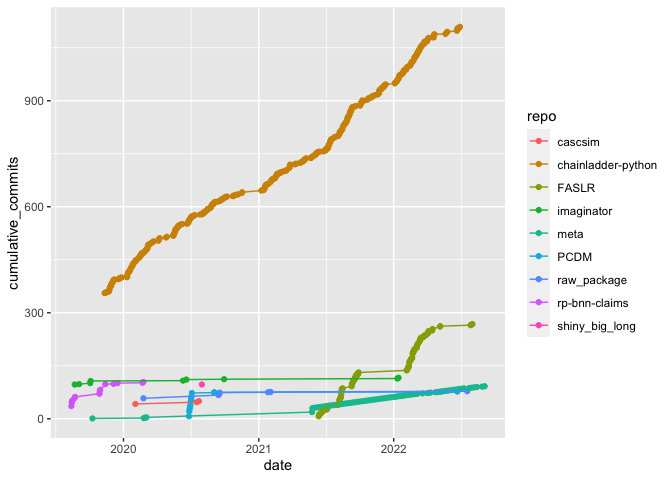 900
600
300
0
cumulative_commits
2020
2021
2022
date
repo
cascsim
chainladder-python
FASLR
imaginator
meta
PCDM
raw_package
rp-bnn-claims
shiny_big_long